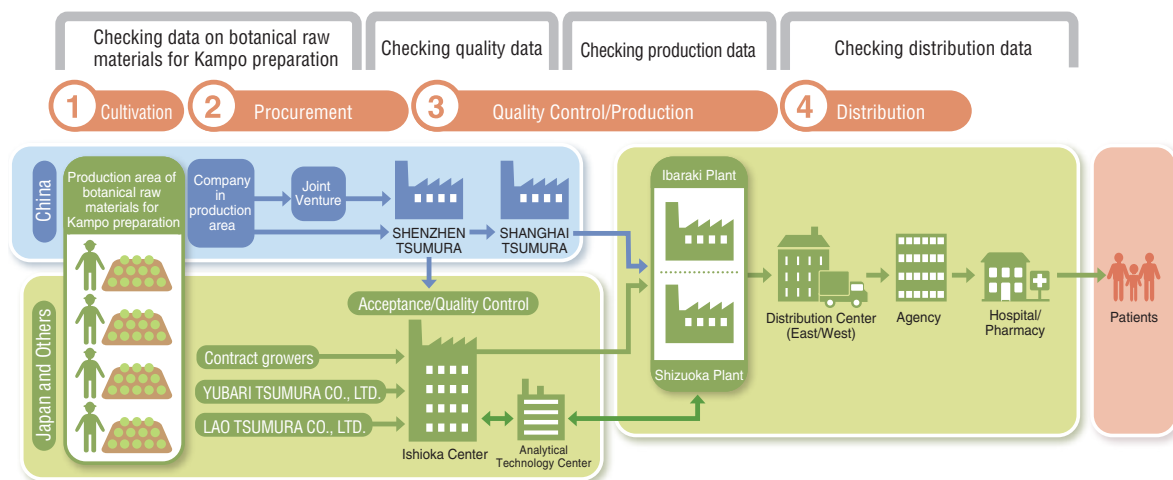 Checking data on botanical raw
materials for Kampo preparation
Checking quality data
Checking production data
Checking distribution data
1 Cultivation
2 Procurement
3 Quality Control/Production
4 Distribution
China
Production area of
botanical raw
materials for
Kampo preparation
Company
in
production
area
Joint
Venture
SHENZHEN
TSUMURA
SHANGHAI
TSUMURA
Japan and Others
Acceptance/Quality Control
Contract growers
YUBARI TSUMURA CO., LTD.
LAO TSUMURA CO., LTD.
Ishioka Center
Analytical
Technology Center
Ibaraki Plant
Shizuoka Plant
Distribution Center
(East/West)
Agency
Hospital/
Pharmacy
Patients